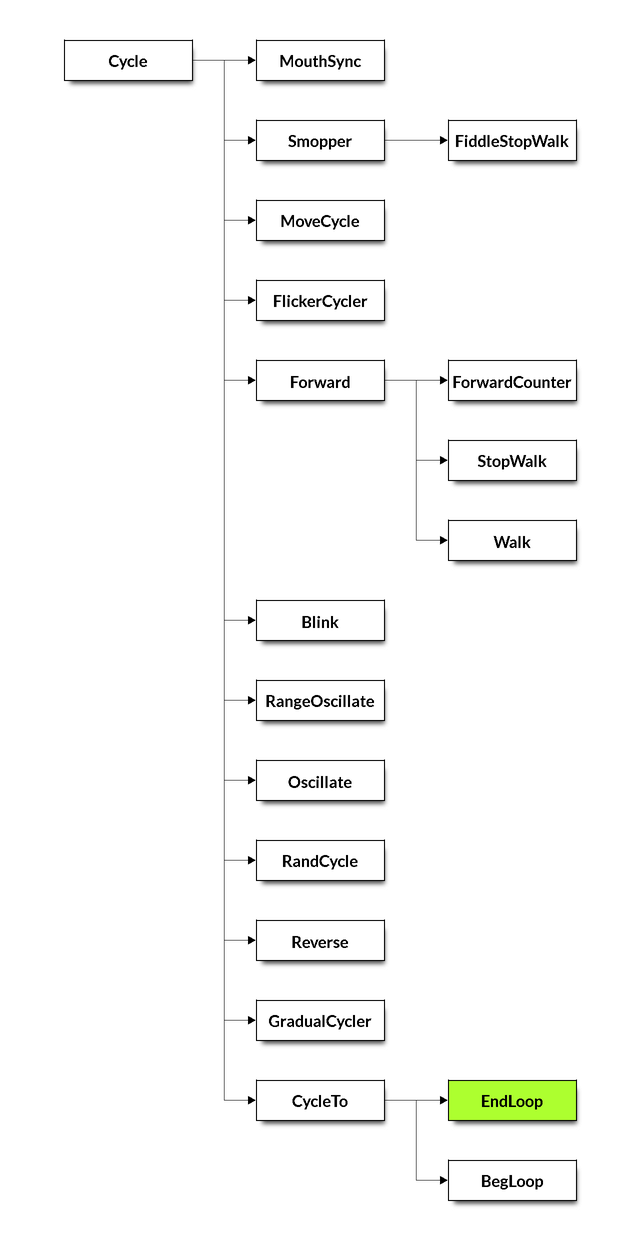 Cycle
MouthSync
Smopper
FiddleStopWalk
MoveCycle
FlickerCycler
Forward
ForwardCounter
StopWalk
Walk
Blink
RangeOscillate
Oscillate
RandCycle
Reverse
GradualCycler
CycleTo
EndLoop
BegLoop